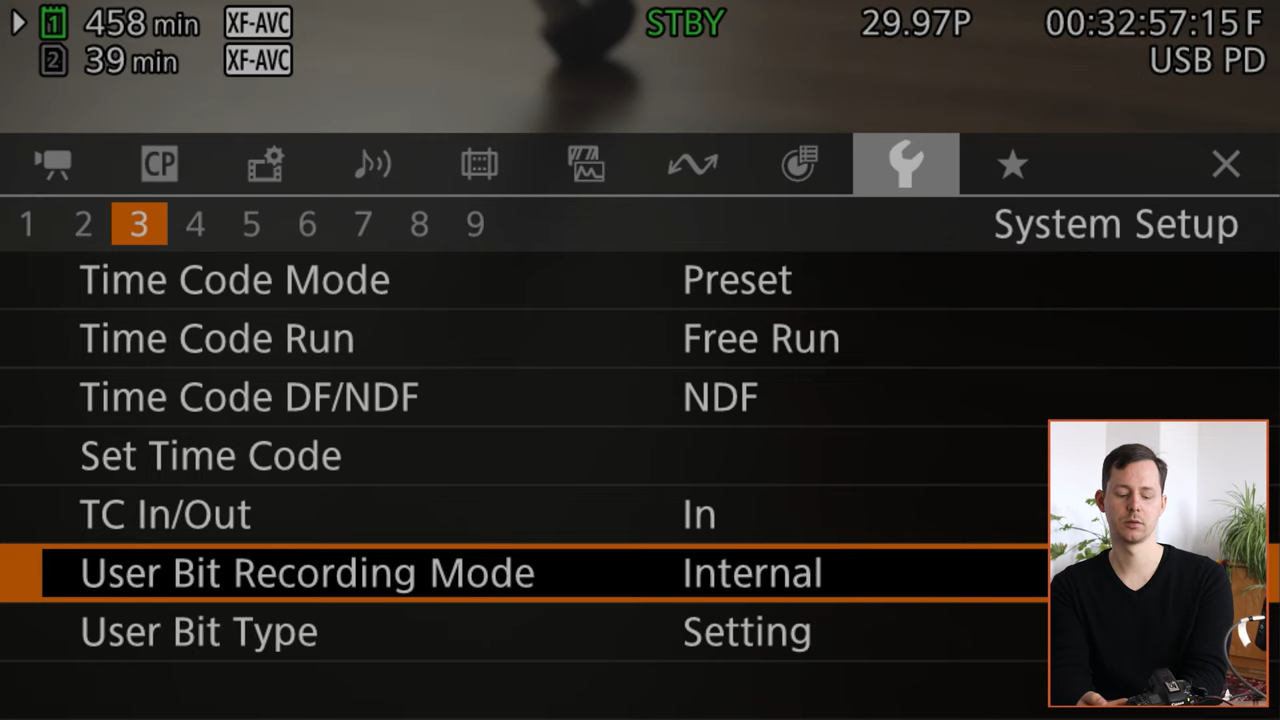 1 458 min XF-AVC STBY 29.97P 00:32:57:15 F
2 39 min XF-AVC USB PD
CP
1 2 3 4 5 6 7 8 9 System Setup
Time Code Mode Preset
Time Code Run Free Run
Time Code DF/NDF NDF
Set Time Code
TC In/Out In
User Bit Recording Mode Internal
User Bit Type Setting
Canon